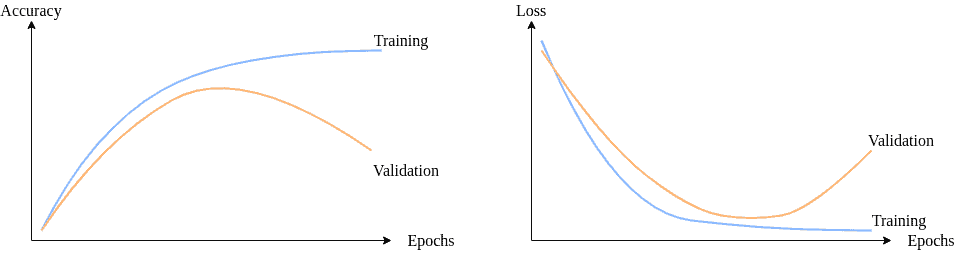 Accuracy
Training
Validation
Epochs
Loss
Validation
Training
Epochs